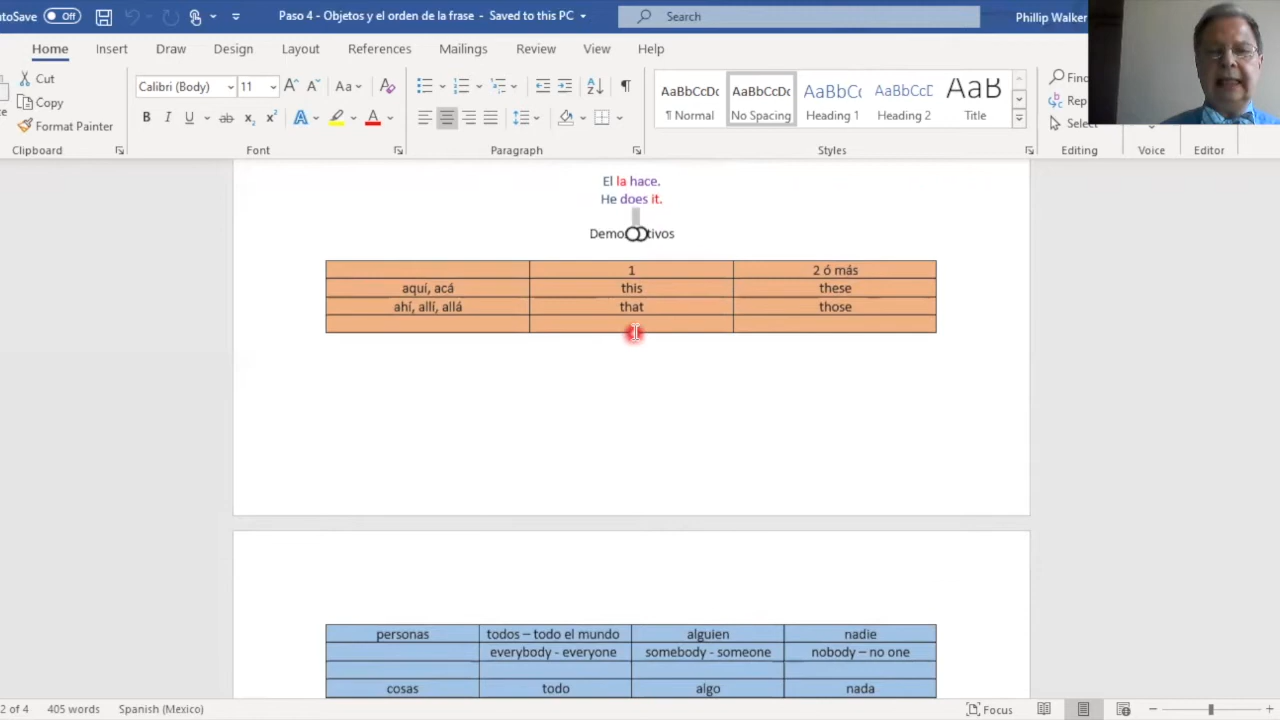 AutoSave Off Paso 4 - Objetos y el orden de la frase - Saved to this PC Search Phillip Walker
Home Insert Draw Design Layout References Mailings Review View Help
Cut
Copy
Format Painter
Clipboard
Calibri (Body) 11
Font
Paragraph
AaBbCcDc AaBbCcDc AaBbCc AaBbCcD AaB
¶ Normal No Spacing Heading 1 Heading 2 Title
Styles
Editing Voice Editor
El la hace.
He does it.
1 2 ó más
aquí, acá this these
ahí, allí, allá that those
personas todos – todo el mundo alguien nadie
everybody - everyone somebody - someone nobody – no one
cosas todo algo nada
2 of 4 405 words Spanish (Mexico) Focus